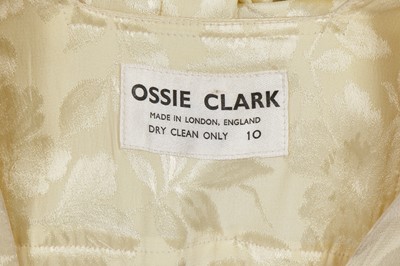 OSSIE CLARK
MADE IN LONDON, ENGLAND
DRY CLEAN ONLY 10